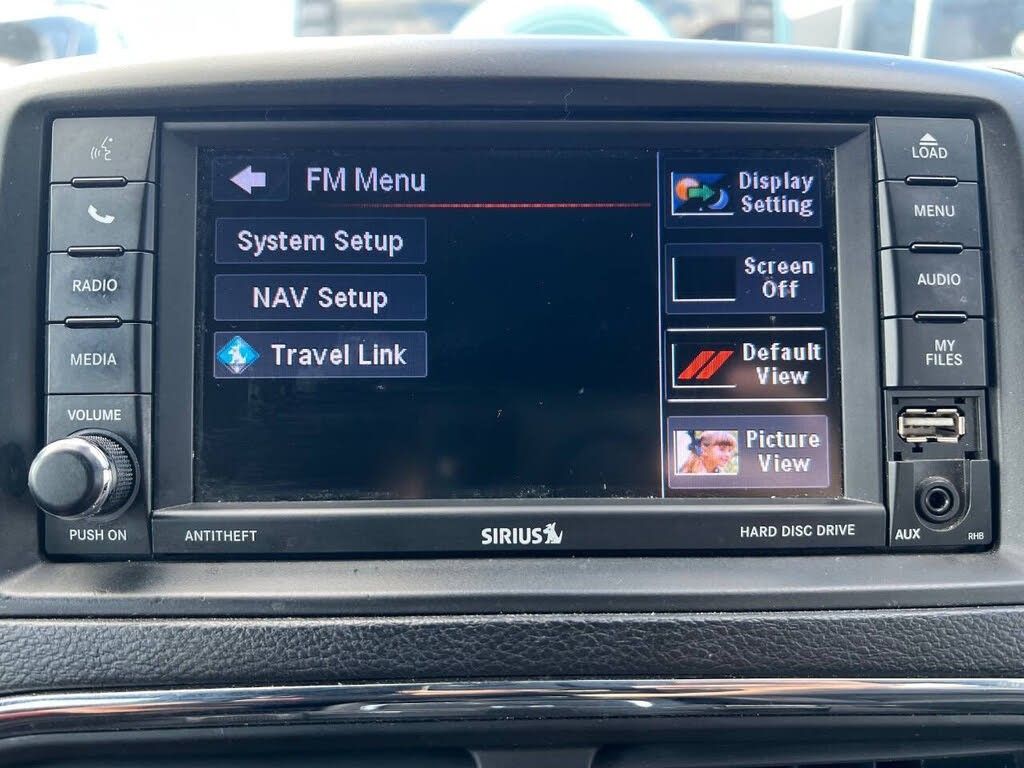 FM Menu
System Setup
NAV Setup
Travel Link
Display
Setting
Screen
Off
Default
View
Picture
View
RADIO
MEDIA
VOLUME
PUSH ON
LOAD
MENU
AUDIO
MY
FILES
AUX
RHB
ANTITHEFT
SIRIUS
HARD DISC DRIVE